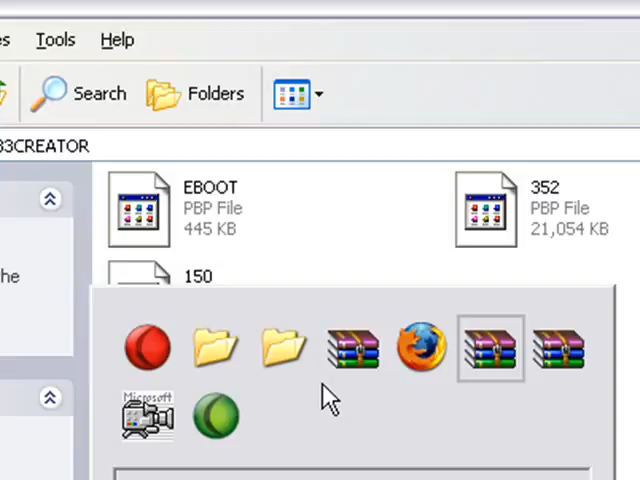 es Tools Help
Search Folders
33CREATOR
EBOOT
PBP File
445 KB
352
PBP File
21,054 KB
he
150
Microsoft